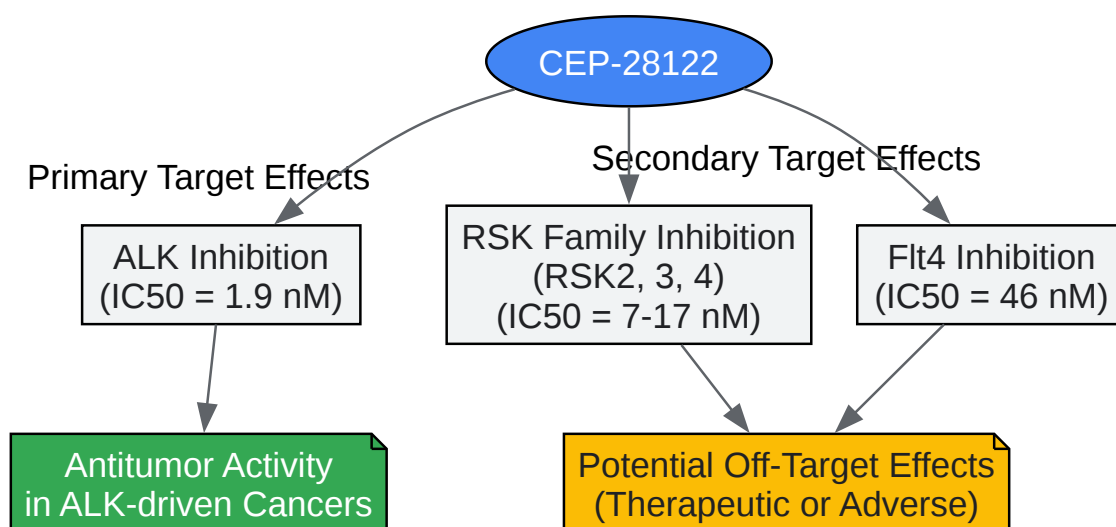 CEP-28122
Primary Target Effects
Secondary Target Effects
ALK Inhibition
(IC50 = 1.9 nM)
RSK Family Inhibition
(RSK2, 3, 4)
(IC50 = 7-17 nM)
Flt4 Inhibition
(IC50 = 46 nM)
Antitumor Activity
in ALK-driven Cancers
Potential Off-Target Effects
(Therapeutic or Adverse)